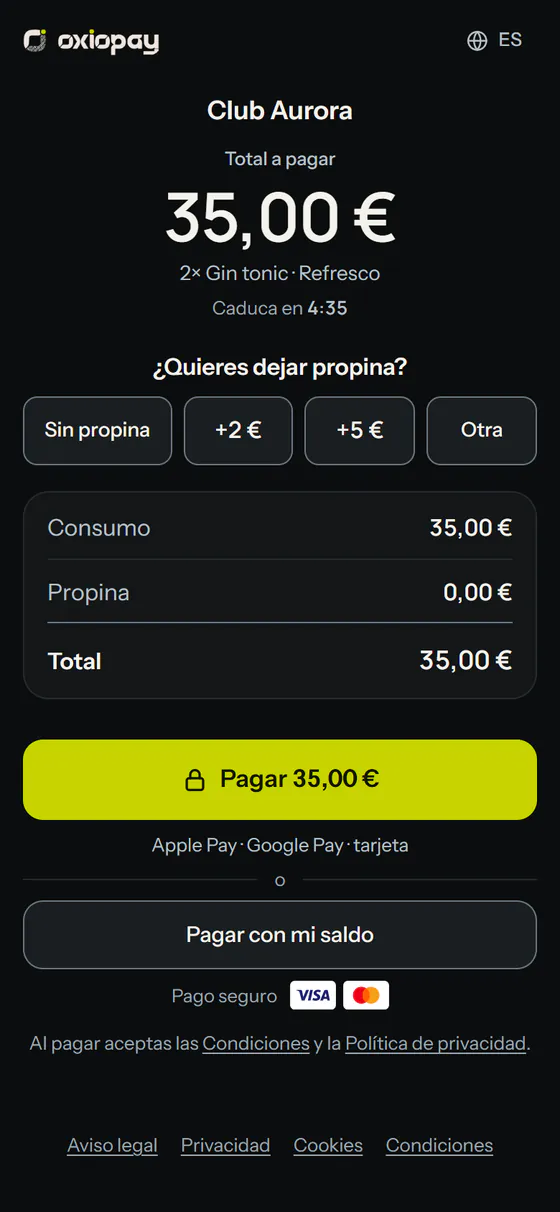 oxiopay
ES
Club Aurora
Total a pagar
35,00 €
2× Gin tonic · Refresco
Caduca en 4:35
¿Quieres dejar propina?
Sin propina +2 € +5 € Otra
Consumo 35,00 €
Propina 0,00 €
Total 35,00 €
Pagar 35,00 €
Apple Pay · Google Pay · tarjeta
o
Pagar con mi saldo
Pago seguro VISA
Al pagar aceptas las Condiciones y la Política de privacidad.
Aviso legal Privacidad Cookies Condiciones